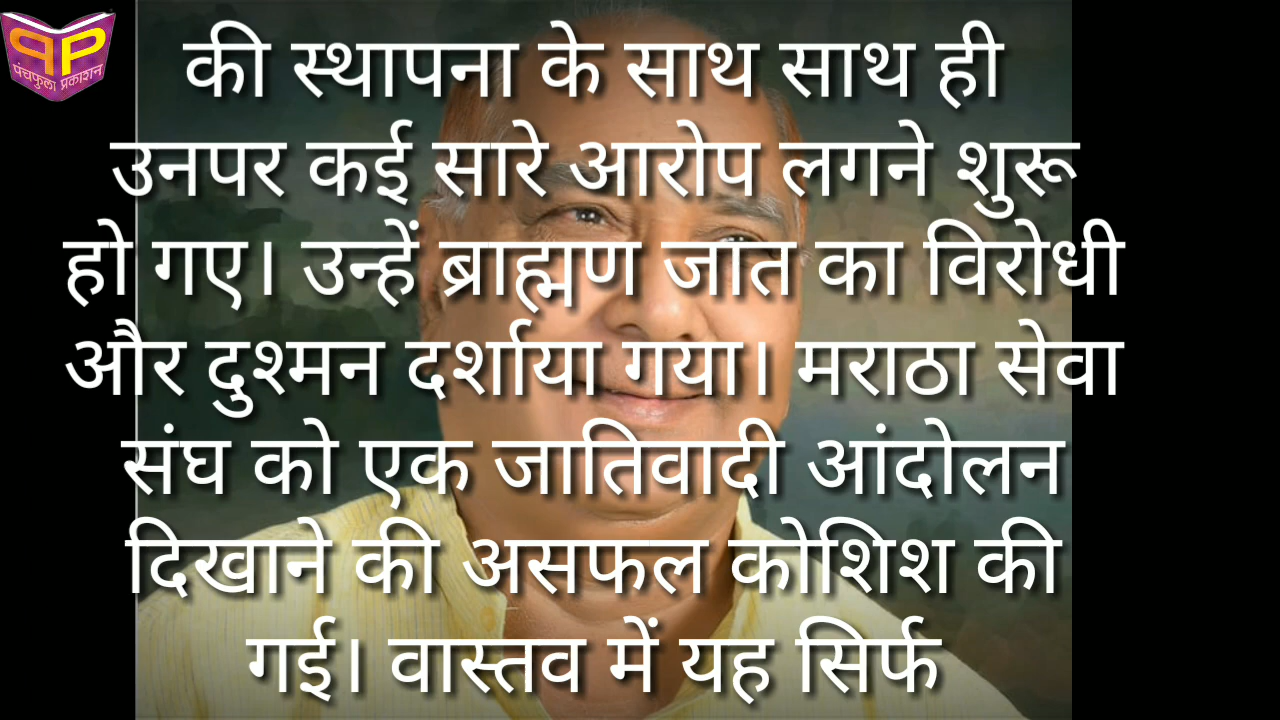 PP
पंचफुला प्रकाशन
की स्थापना के साथ साथ ही
उनपर कई सारे आरोप लगने शुरू
हो गए। उन्हें ब्राह्मण जात का विरोधी
और दुश्मन दर्शाया गया। मराठा सेवा
संघ को एक जातिवादी आंदोलन
दिखाने की असफल कोशिश की
गई। वास्तव में यह सिर्फ